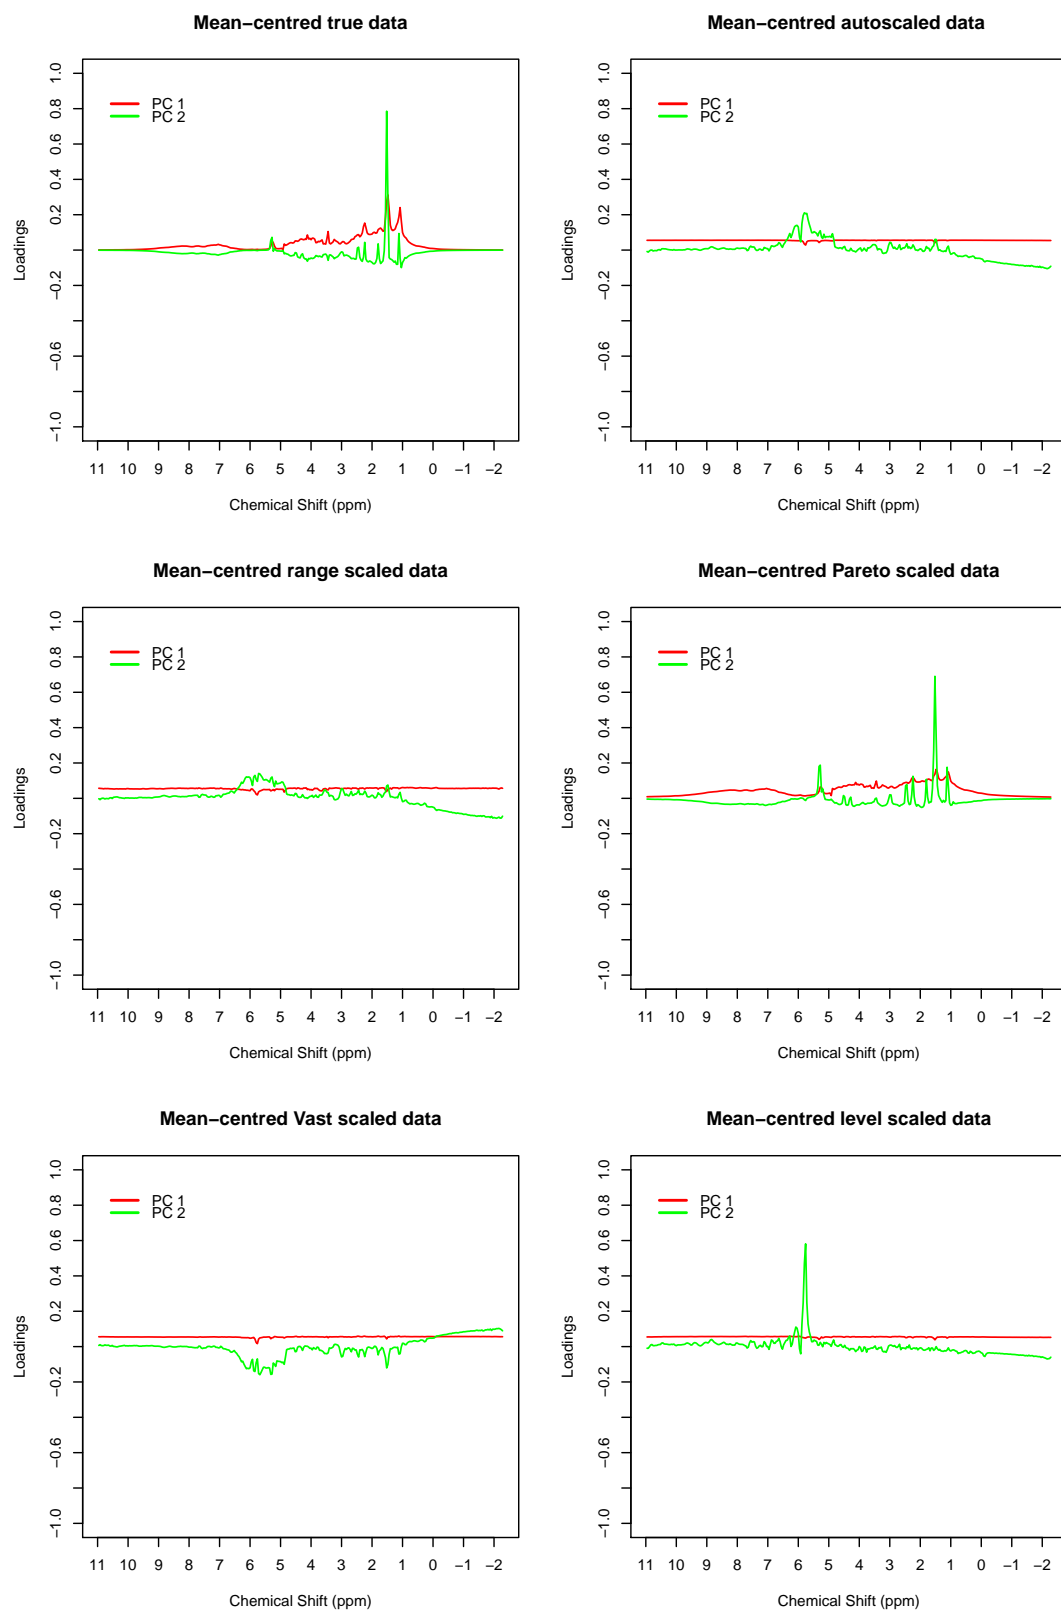 Mean−centred true data
1.0
0.8
0.6
0.4
0.2
−0.2
−0.6
−1.0
Loadings
PC 1
PC 2
11 10 9 8 7 6 5 4 3 2 1 0 −1 −2
Chemical Shift (ppm)
Mean−centred autoscaled data
1.0
0.8
0.6
0.4
0.2
−0.2
−0.6
−1.0
Loadings
PC 1
PC 2
11 10 9 8 7 6 5 4 3 2 1 0 −1 −2
Chemical Shift (ppm)
Mean−centred range scaled data
1.0
0.8
0.6
0.4
0.2
−0.2
−0.6
−1.0
Loadings
PC 1
PC 2
11 10 9 8 7 6 5 4 3 2 1 0 −1 −2
Chemical Shift (ppm)
Mean−centred Pareto scaled data
1.0
0.8
0.6
0.4
0.2
−0.2
−0.6
−1.0
Loadings
PC 1
PC 2
11 10 9 8 7 6 5 4 3 2 1 0 −1 −2
Chemical Shift (ppm)
Mean−centred Vast scaled data
1.0
0.8
0.6
0.4
0.2
−0.2
−0.6
−1.0
Loadings
PC 1
PC 2
11 10 9 8 7 6 5 4 3 2 1 0 −1 −2
Chemical Shift (ppm)
Mean−centred level scaled data
1.0
0.8
0.6
0.4
0.2
−0.2
−0.6
−1.0
Loadings
PC 1
PC 2
11 10 9 8 7 6 5 4 3 2 1 0 −1 −2
Chemical Shift (ppm)